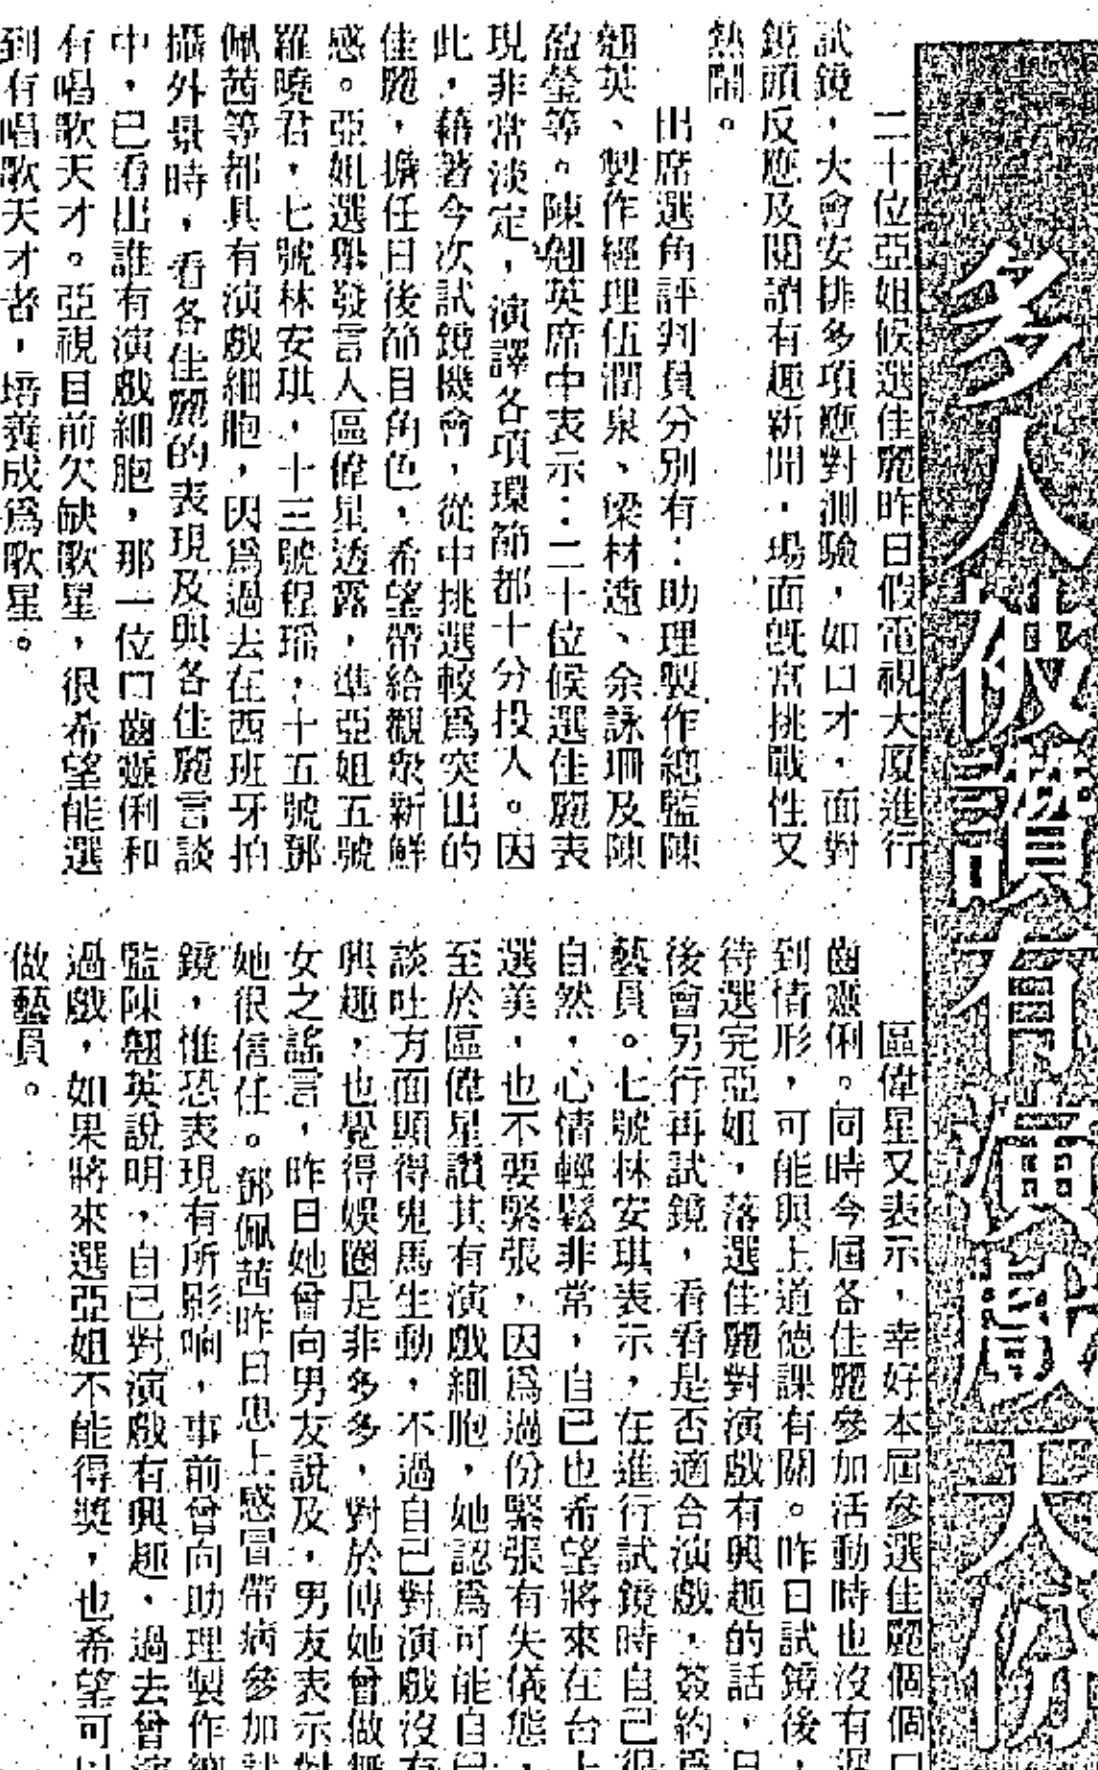 多人被讚有演戲天份
二十位亞姐候選佳麗昨日假電視大厦進行
試鏡，大會安排多項應對測驗，如口才，面對
鏡頭反應及閱讀有趣新聞，場面既富挑戰性又
熱鬧。
出席選角評判員分別有：助理製作總監陳
翹英、製作經理伍潤泉、梁材遠、余詠珊及陳
盈瑩等。陳翹英席中表示：二十位候選佳麗表
現非常淡定，演譯各項環節都十分投入。因
此，藉著今次試鏡機會，從中挑選較爲突出的
佳麗，擔任日後節目角色，希望帶給觀衆新鮮
感。亞姐選舉發言人區偉星透露，準亞姐五號
羅曉君，七號林安琪，十三號程瑶，十五號鄧
佩茜等都具有演戲細胞，因爲過去在西班牙拍
攝外景時，看各佳麗的表現及與各佳麗言談
中，已看出誰有演戲細胞，那一位口齒靈俐和
有唱歌天才。亞視目前欠缺歌星，很希望能選
到有唱歌天才者，培養成爲歌星。
區偉星又表示，幸好本屆參選佳麗個個口
齒靈俐。同時今屆各佳麗參加活動時也沒有遲
到情形，可能與上道德課有關。昨日試鏡後，
待選完亞姐，落選佳麗對演戲有興趣的話，日
後會另行再試鏡，看看是否適合演戲，簽約爲
藝員。七號林安琪表示，在進行試鏡時自己很
自然，心情輕鬆非常，自己也希望將來在台上
選美，也不要緊張，因爲過份緊張有失儀態，
至於區偉星讚其有演戲細胞，她認爲可能自己
談吐方面顯得鬼馬生動，不過自己對演戲沒有
興趣，也覺得娛圈是非多多，對於傳她曾做舞
女之謠言，昨日她曾向男友說及，男友表示對
她很信任。鄧佩茜昨日患上感冒帶病參加試
鏡，惟恐表現有所影响，事前曾向助理製作總
監陳翹英說明，自己對演戲有興趣，過去曾演
過戲，如果將來選亞姐不能得獎，也希望可以
做藝員。